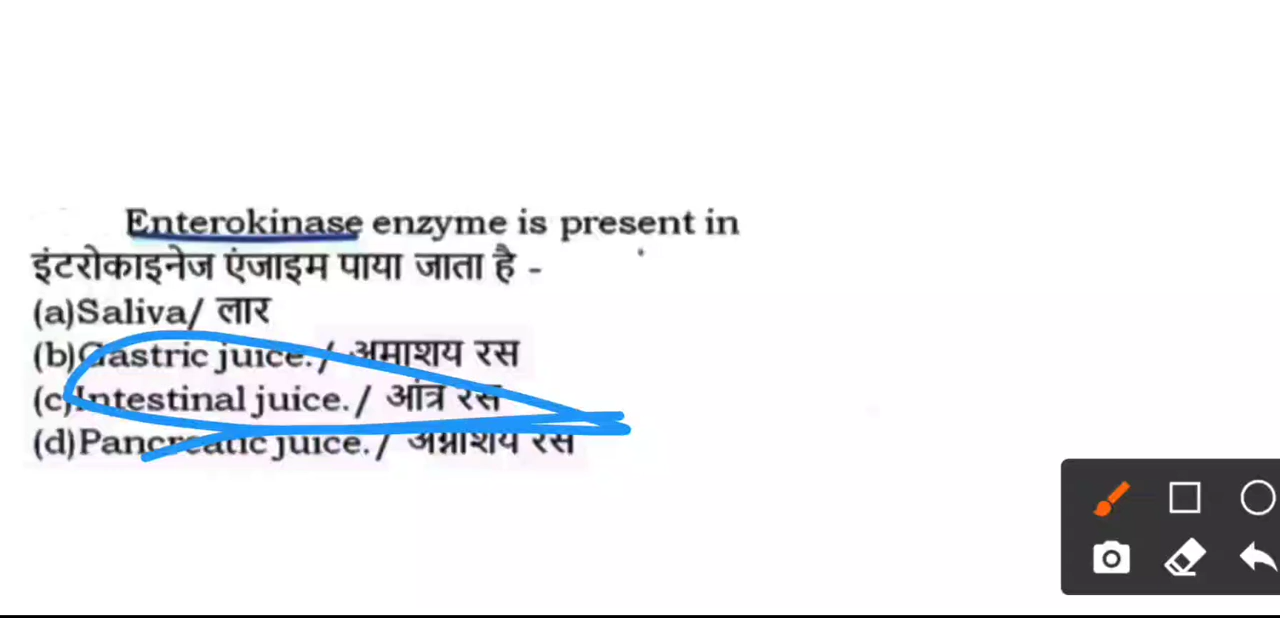 Enterokinase enzyme is present in
इंटरोकाइनेज एंजाइम पाया जाता है -
(a)Saliva/ लार
(b)Gastric juice./ अमाशय रस
(c)Intestinal juice./ आंत्र रस
(d)Pancreatic juice./ अग्नाशय रस